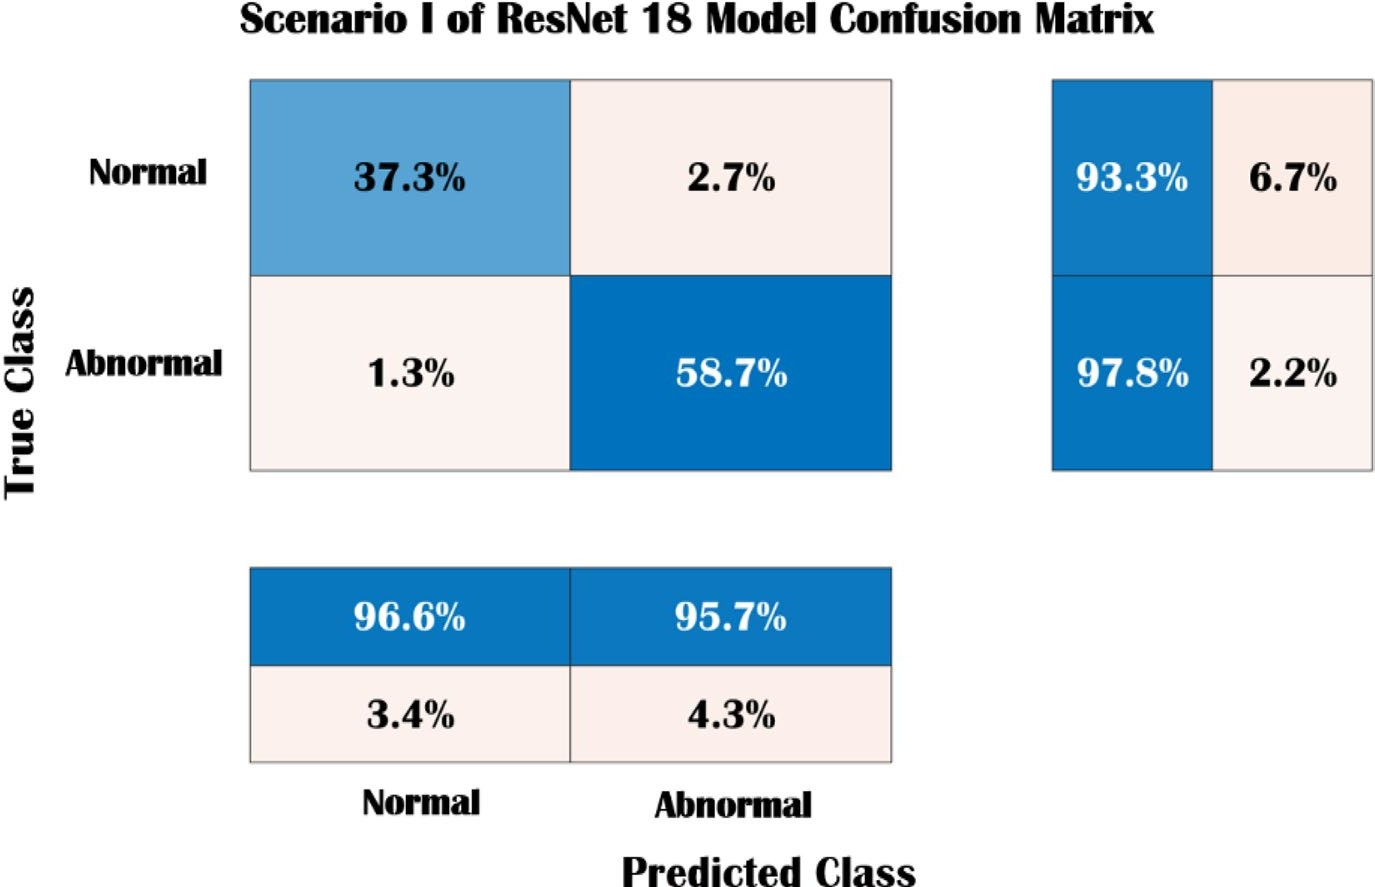 Scenario I of ResNet 18 Model Confusion Matrix
Normal 37.3% 2.7% 93.3% 6.7%
Abnormal 1.3% 58.7% 97.8% 2.2%
True Class
96.6% 95.7%
3.4% 4.3%
Normal Abnormal
Predicted Class